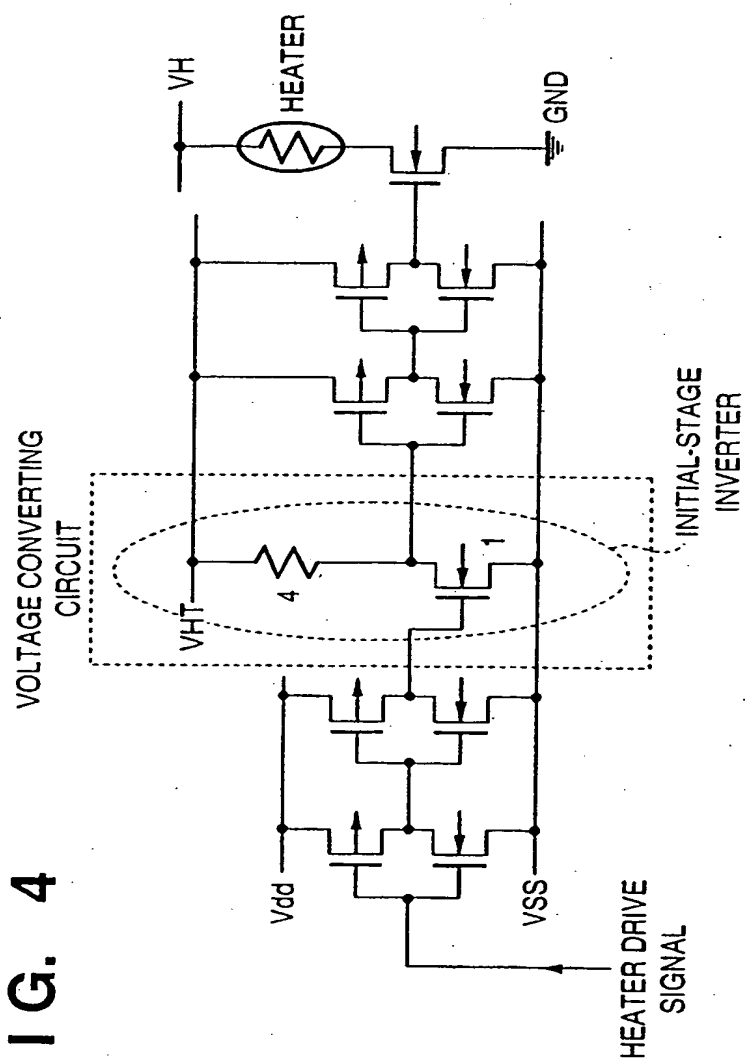 I G. 4
VOLTAGE CONVERTING
CIRCUIT
VH
HEATER
VHT
4
1
Vdd
VSS
GND
INITIAL-STAGE
INVERTER
HEATER DRIVE
SIGNAL